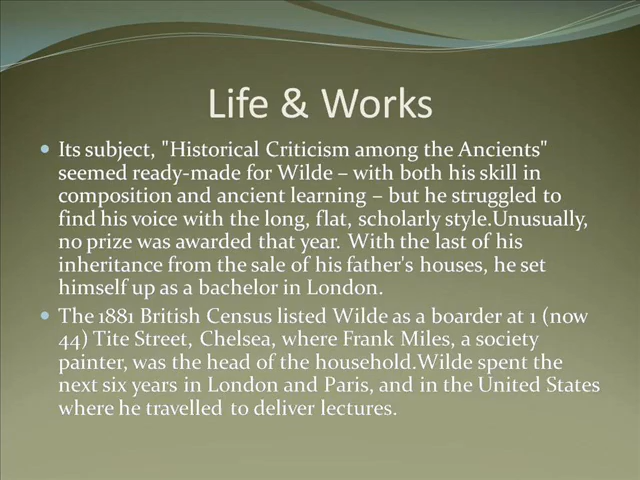 Life & Works
• Its subject, "Historical Criticism among the Ancients"
seemed ready-made for Wilde – with both his skill in
composition and ancient learning – but he struggled to
find his voice with the long, flat, scholarly style.Unusually,
no prize was awarded that year. With the last of his
inheritance from the sale of his father's houses, he set
himself up as a bachelor in London.
• The 1881 British Census listed Wilde as a boarder at 1 (now
44) Tite Street, Chelsea, where Frank Miles, a society
painter, was the head of the household.Wilde spent the
next six years in London and Paris, and in the United States
where he travelled to deliver lectures.